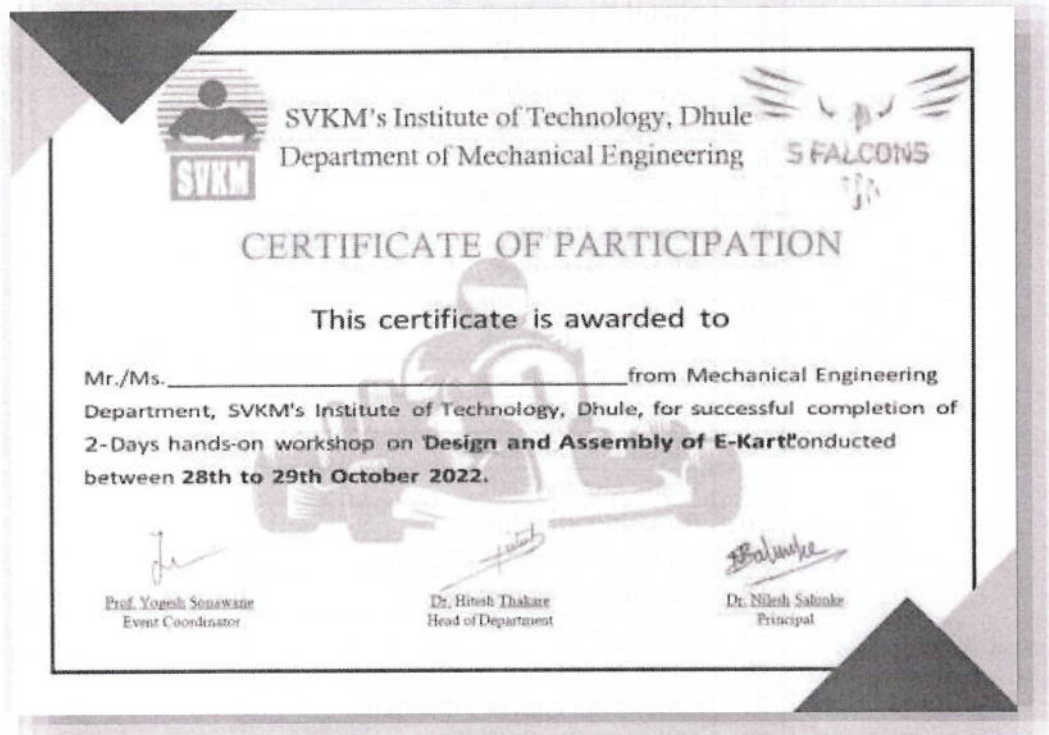 SVKM
SVKM's Institute of Technology, Dhule
Department of Mechanical Engineering
S FALCONS
CERTIFICATE OF PARTICIPATION
This certificate is awarded to
Mr./Ms.____________________from Mechanical Engineering
Department, SVKM's Institute of Technology, Dhule, for successful completion of
2-Days hands-on workshop on 'Design and Assembly of E-Kart' conducted
between 28th to 29th October 2022.
Prof. Yogesh Sonawane
Event Coordinator
Dr. Hitesh Thakare
Head of Department
Dr. Nilesh Salunke
Principal